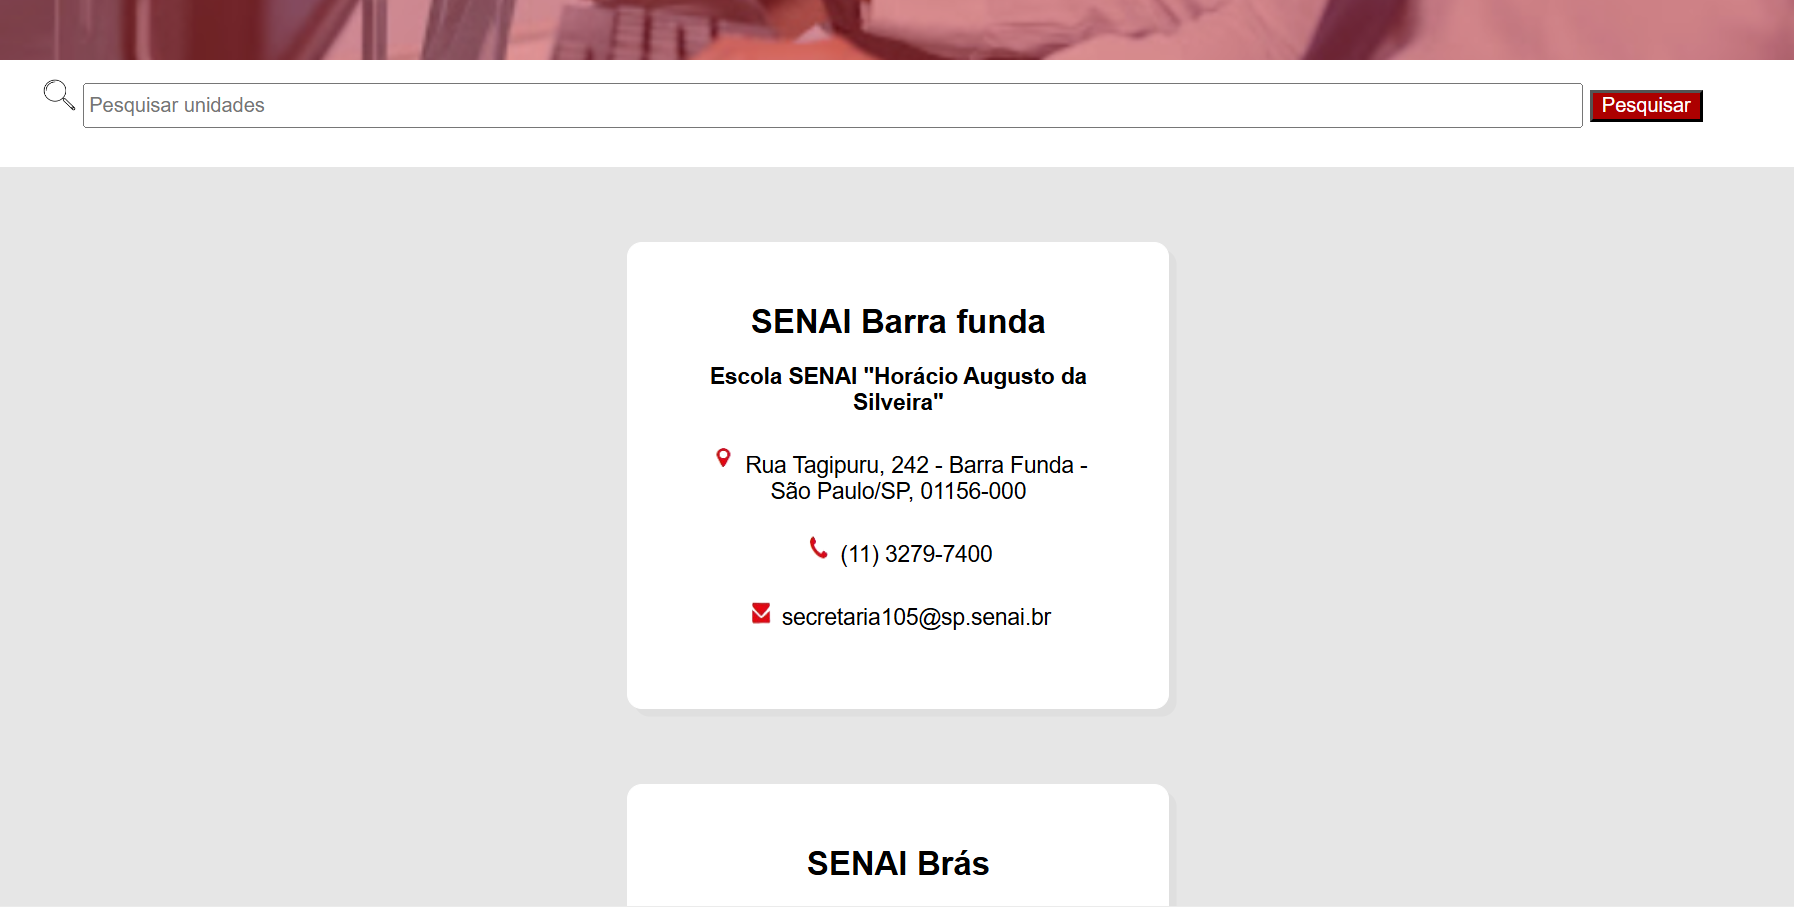 Pesquisar unidades
Pesquisar
SENAI Barra funda
Escola SENAI "Horácio Augusto da
Silveira"
Rua Tagipuru, 242 - Barra Funda -
São Paulo/SP, 01156-000
(11) 3279-7400
secretaria105@sp.senai.br
SENAI Brás